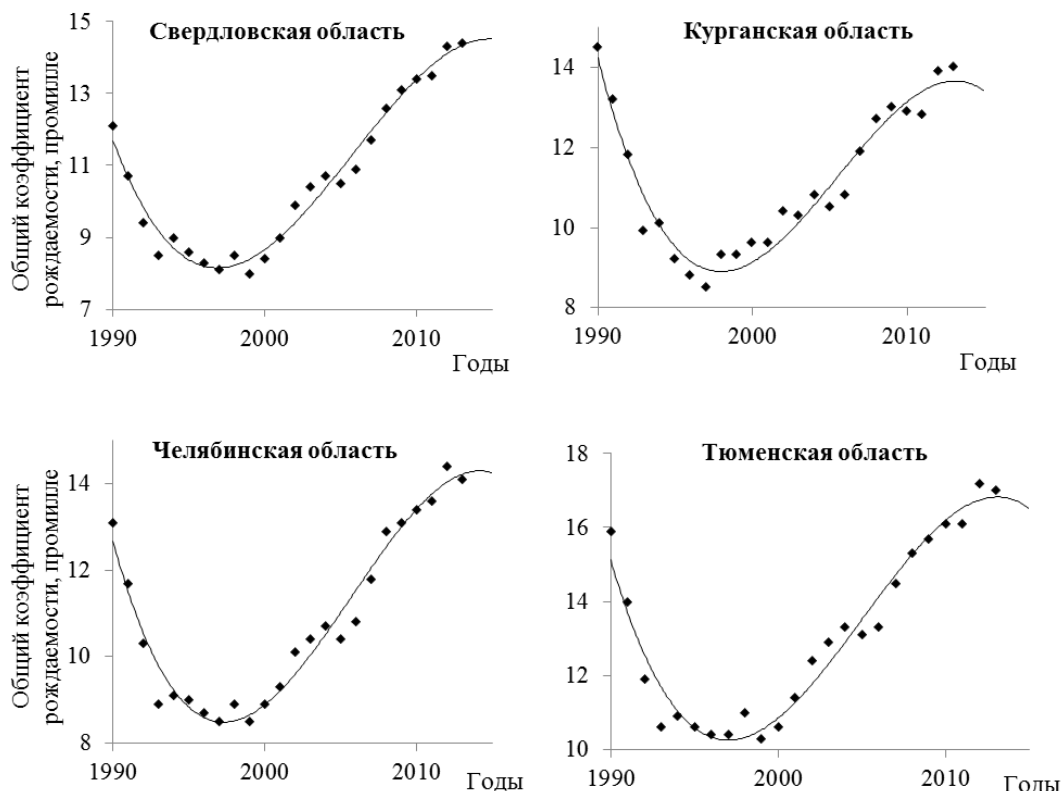 Свердловская область
Общий коэффициент
рождаемости, промилле
15
13
11
9
7
1990
2000
2010
Годы
Курганская область
14
12
10
8
1990
2000
2010
Годы
Челябинская область
Общий коэффициент
рождаемости, промилле
14
12
10
8
1990
2000
2010
Годы
Тюменская область
18
16
14
12
10
1990
2000
2010
Годы